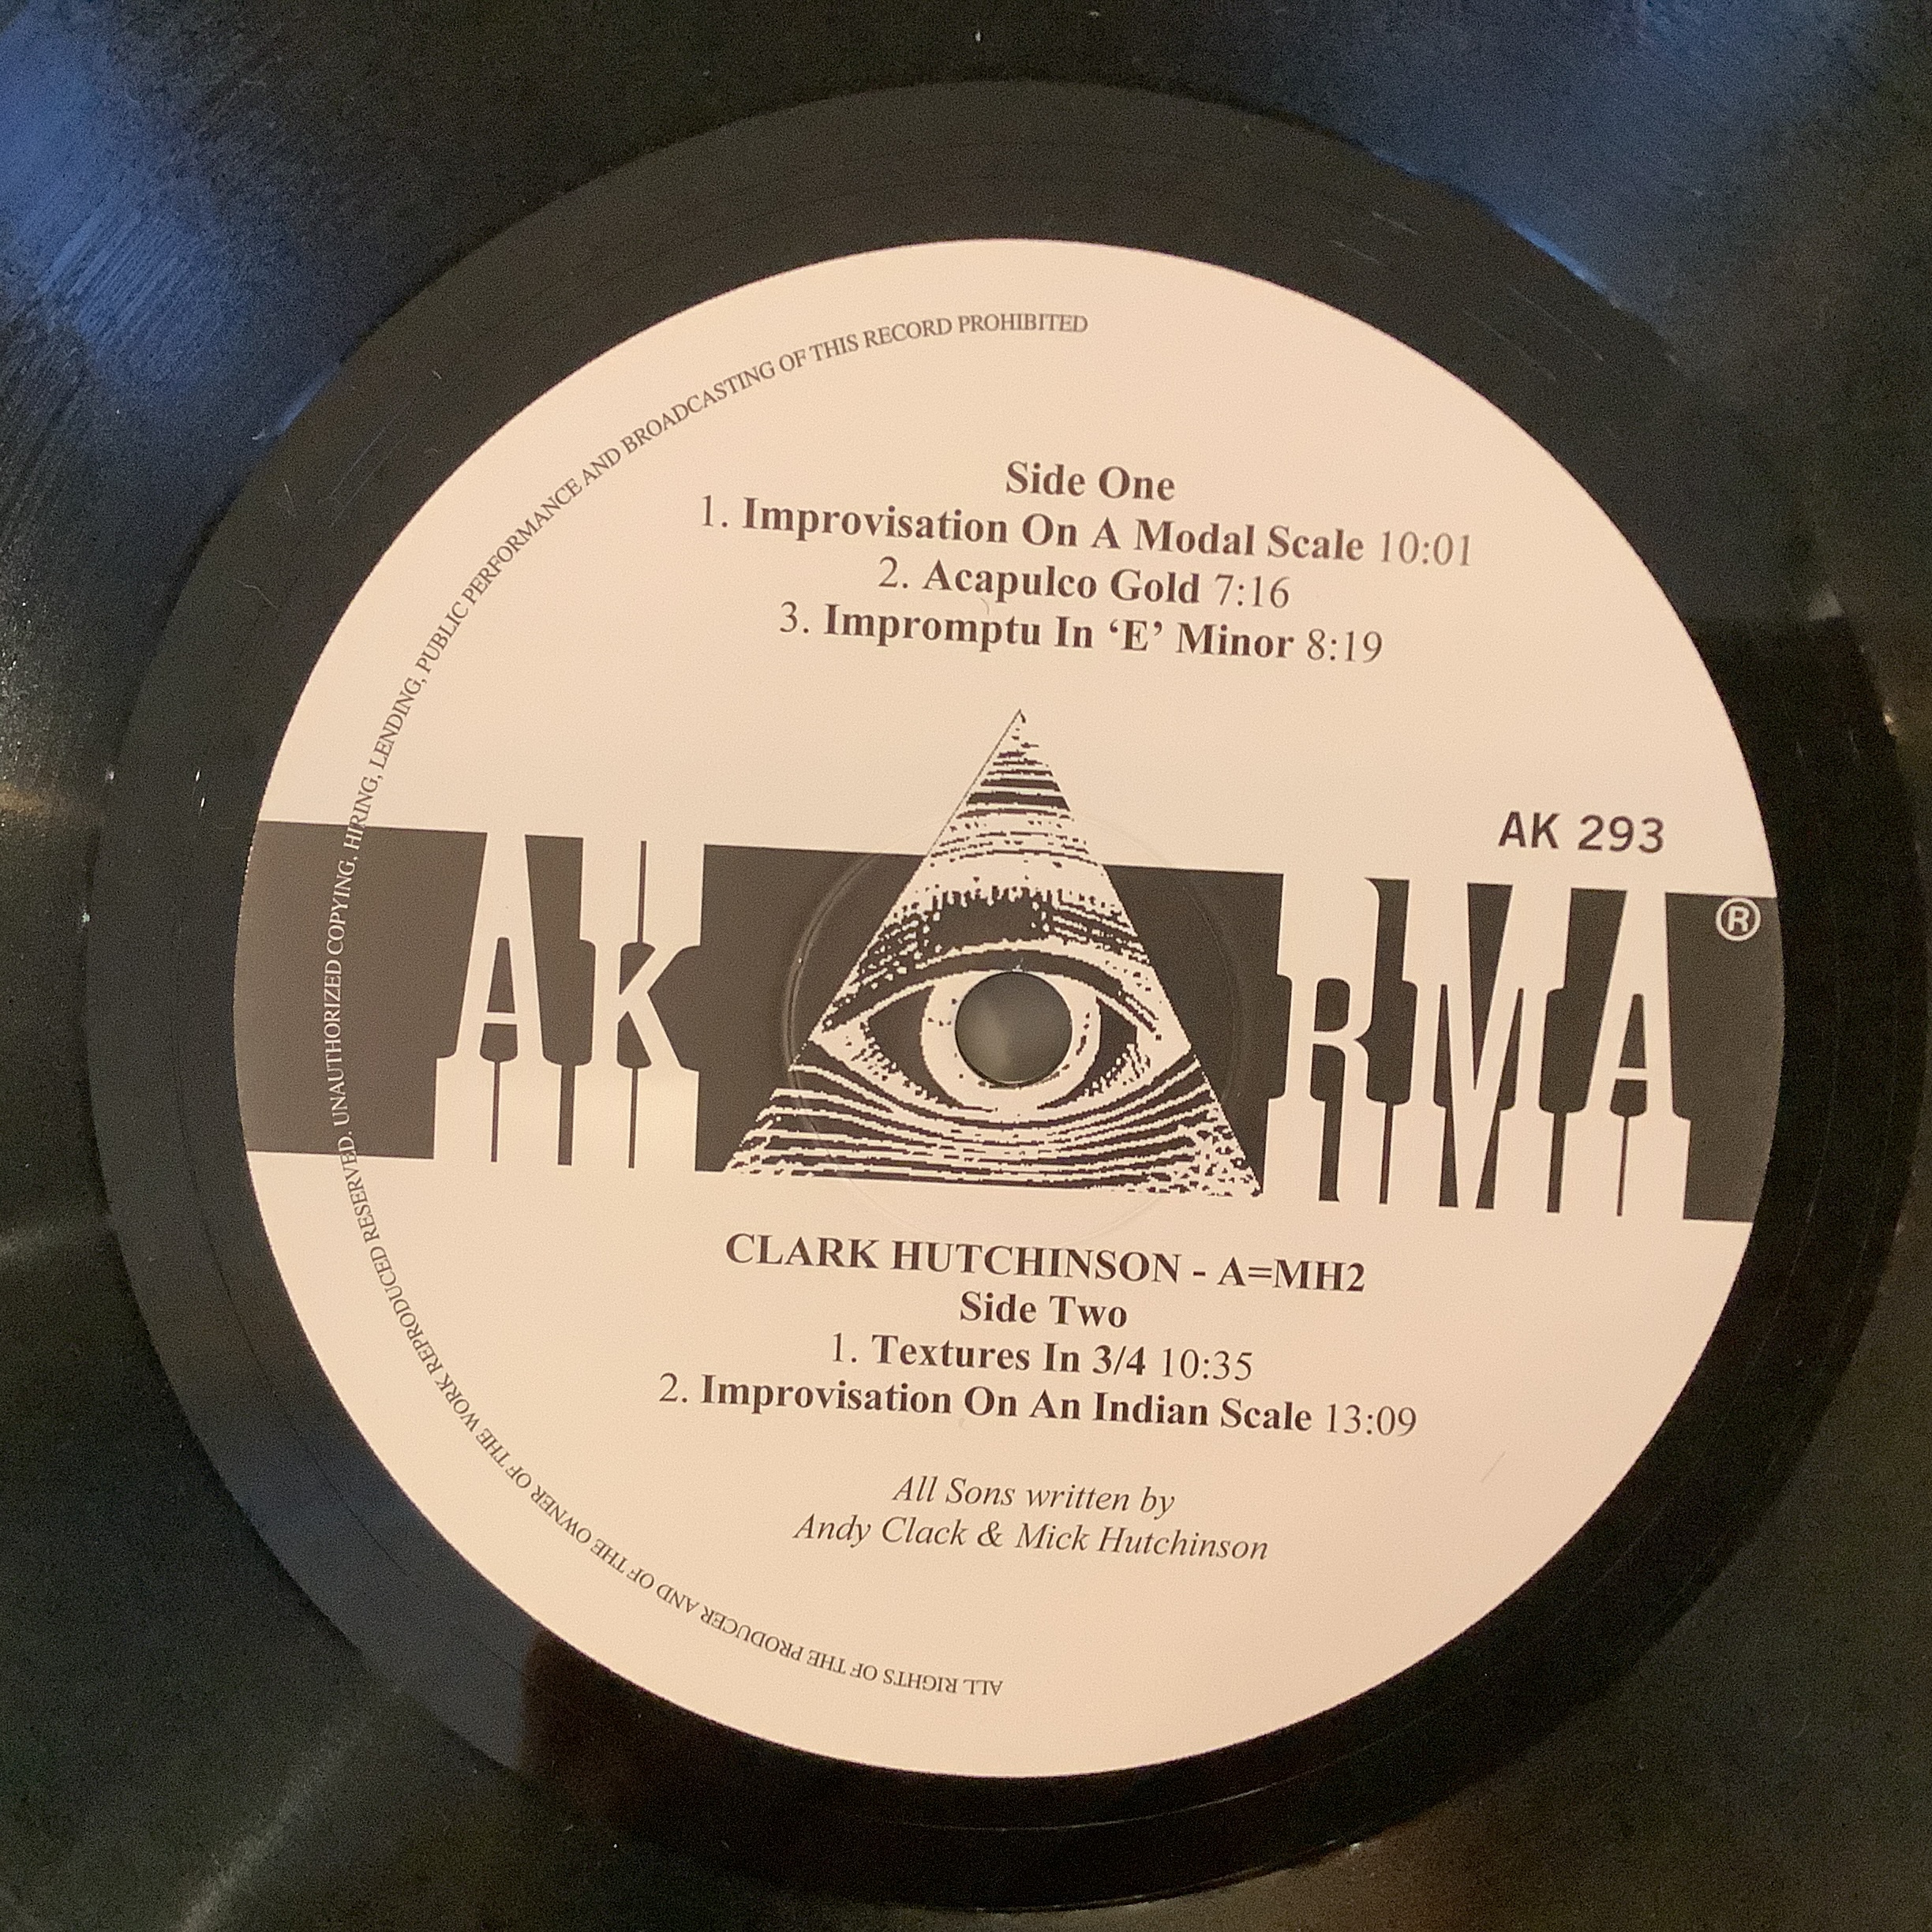 ALL RIGHTS OF THE PRODUCER AND OF THE OWNER OF THE WORK REPRODUCED RESERVED. UNAUTHORIZED COPYING, HIRING, LENDING, PUBLIC PERFORMANCE AND BROADCASTING OF THIS RECORD PROHIBITED
Side One
1. Improvisation On A Modal Scale 10:01
2. Acapulco Gold 7:16
3. Impromptu In ‘E’ Minor 8:19
AK 293
AKARMA®
CLARK HUTCHINSON - A=MH2
Side Two
1. Textures In 3/4 10:35
2. Improvisation On An Indian Scale 13:09
All Sons written by
Andy Clack & Mick Hutchinson